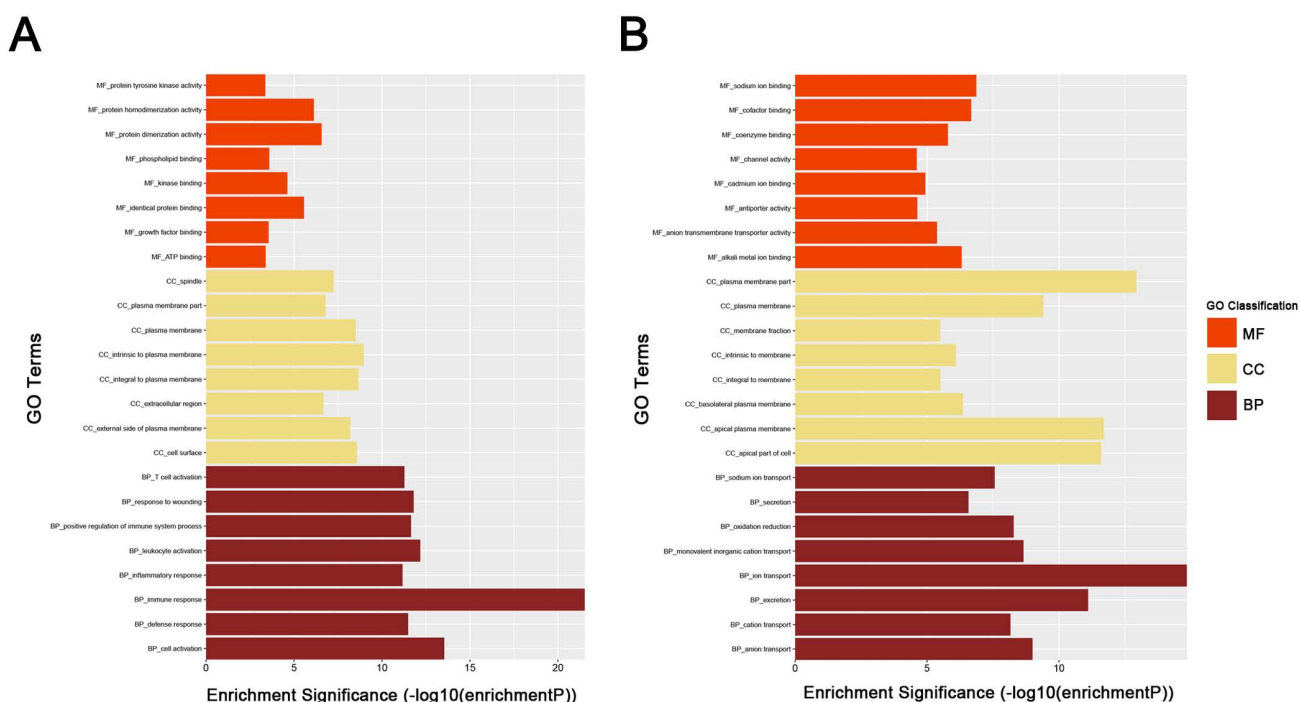 A
GO Terms
MF_protein tyrosine kinase activity
MF_protein homodimerization activity
MF_protein dimerization activity
MF_phospholipid binding
MF_kinase binding
MF_identical protein binding
MF_growth factor binding
MF_ATP binding
CC_spindle
CC_plasma membrane part
CC_plasma membrane
CC_intrinsic to plasma membrane
CC_integral to plasma membrane
CC_extracellular region
CC_external side of plasma membrane
CC_cell surface
BP_T cell activation
BP_response to wounding
BP_positive regulation of immune system process
BP_leukocyte activation
BP_inflammatory response
BP_immune response
BP_defense response
BP_cell activation
0 5 10 15 20
Enrichment Significance (-log10(enrichmentP))
B
GO Terms
MF_sodium ion binding
MF_cofactor binding
MF_coenzyme binding
MF_channel activity
MF_cadmium ion binding
MF_antiporter activity
MF_anion transmembrane transporter activity
MF_alkali metal ion binding
CC_plasma membrane part
CC_plasma membrane
CC_membrane fraction
CC_intrinsic to membrane
CC_integral to membrane
CC_basolateral plasma membrane
CC_apical plasma membrane
CC_apical part of cell
BP_sodium ion transport
BP_secretion
BP_oxidation reduction
BP_monovalent inorganic cation transport
BP_ion transport
BP_excretion
BP_cation transport
BP_anion transport
0 5 10
Enrichment Significance (-log10(enrichmentP))
GO Classification
MF
CC
BP